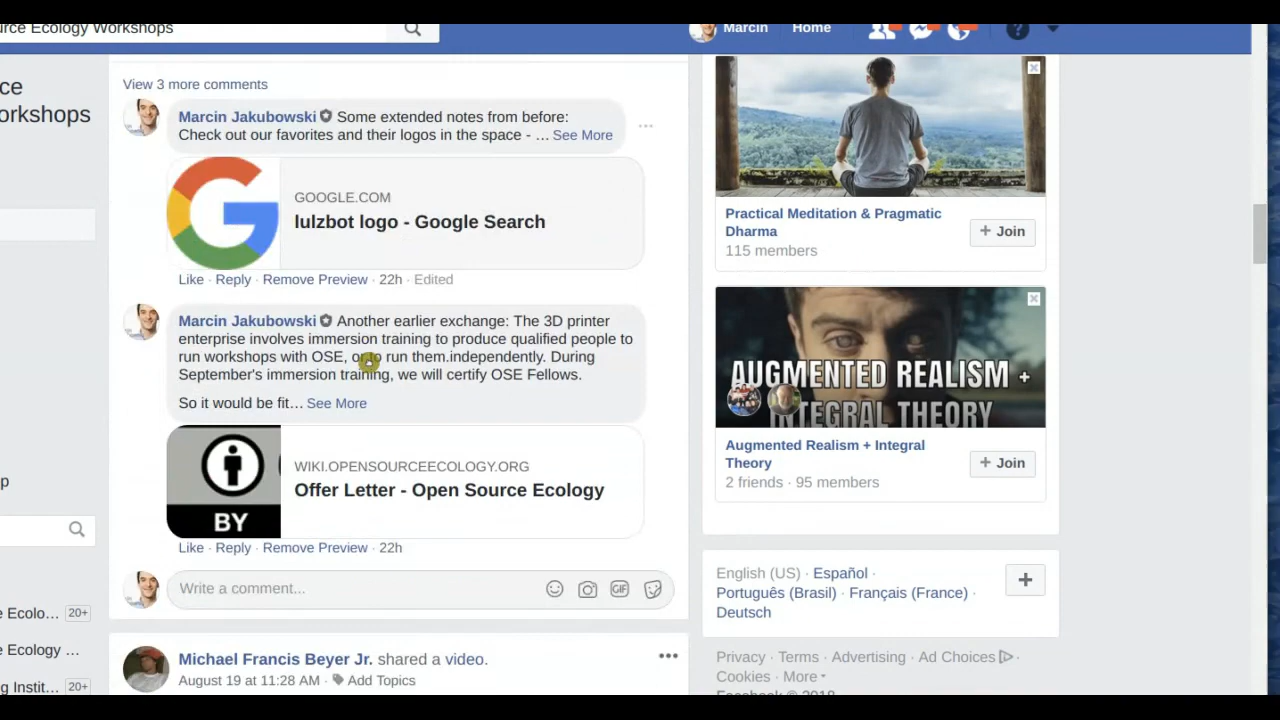 urce Ecology Workshops
Marcin
Home
ce
orkshops
p
e Ecolo... 20+
e Ecology ...
g Instit... 20+
View 3 more comments
Marcin Jakubowski Some extended notes from before:
Check out our favorites and their logos in the space - ... See More
GOOGLE.COM
lulzbot logo - Google Search
Like · Reply · Remove Preview · 22h · Edited
Marcin Jakubowski Another earlier exchange: The 3D printer
enterprise involves immersion training to produce qualified people to
run workshops with OSE, or to run them.independently. During
September's immersion training, we will certify OSE Fellows.
So it would be fit... See More
BY
WIKI.OPENSOURCEECOLOGY.ORG
Offer Letter - Open Source Ecology
Like · Reply · Remove Preview · 22h
Write a comment...
GIF
Michael Francis Beyer Jr. shared a video.
August 19 at 11:28 AM · Add Topics
Practical Meditation & Pragmatic
Dharma
115 members
+ Join
AUGMENTED REALISM +
INTEGRAL THEORY
Augmented Realism + Integral
Theory
2 friends · 95 members
+ Join
English (US) · Español ·
Português (Brasil) · Français (France) ·
Deutsch
Privacy · Terms · Advertising · Ad Choices ·
Cookies · More
Facebook © 2018